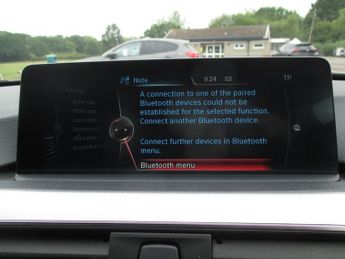 Note
9:24
TP
A connection to one of the paired
Bluetooth devices could not be
established for the selected function.
Connect another Bluetooth device.
Connect further devices in Bluetooth
menu.
Bluetooth menu